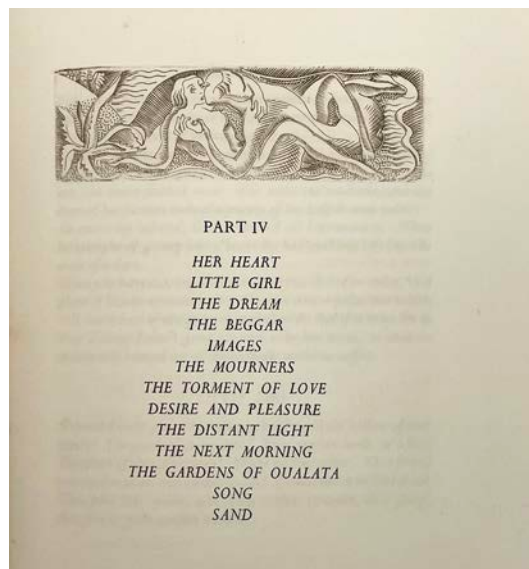 PART IV
HER HEART
LITTLE GIRL
THE DREAM
THE BEGGAR
IMAGES
THE MOURNERS
THE TORMENT OF LOVE
DESIRE AND PLEASURE
THE DISTANT LIGHT
THE NEXT MORNING
THE GARDENS OF OUALATA
SONG
SAND